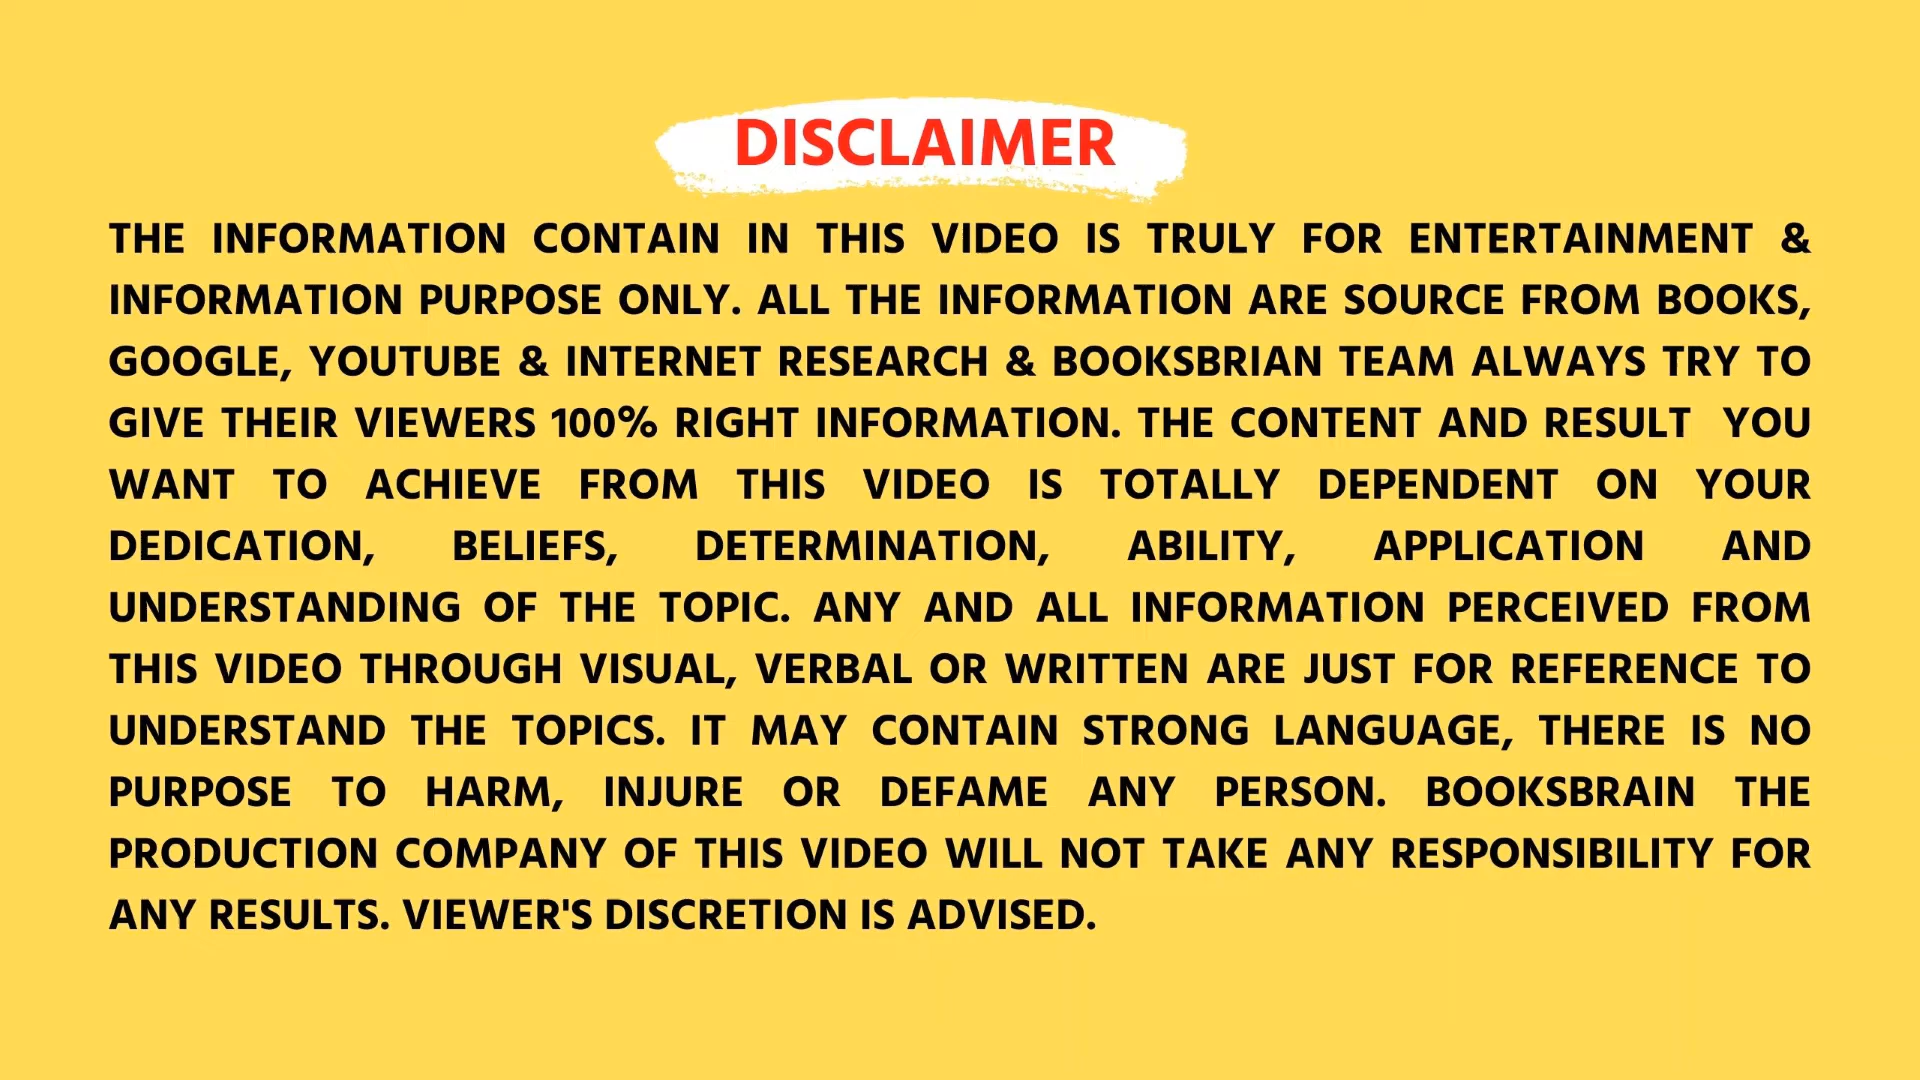 DISCLAIMER
THE INFORMATION CONTAIN IN THIS VIDEO IS TRULY FOR ENTERTAINMENT &
INFORMATION PURPOSE ONLY. ALL THE INFORMATION ARE SOURCE FROM BOOKS,
GOOGLE, YOUTUBE & INTERNET RESEARCH & BOOKSBRIAN TEAM ALWAYS TRY TO
GIVE THEIR VIEWERS 100% RIGHT INFORMATION. THE CONTENT AND RESULT YOU
WANT TO ACHIEVE FROM THIS VIDEO IS TOTALLY DEPENDENT ON YOUR
DEDICATION, BELIEFS, DETERMINATION, ABILITY, APPLICATION AND
UNDERSTANDING OF THE TOPIC. ANY AND ALL INFORMATION PERCEIVED FROM
THIS VIDEO THROUGH VISUAL, VERBAL OR WRITTEN ARE JUST FOR REFERENCE TO
UNDERSTAND THE TOPICS. IT MAY CONTAIN STRONG LANGUAGE, THERE IS NO
PURPOSE TO HARM, INJURE OR DEFAME ANY PERSON. BOOKSBRAIN THE
PRODUCTION COMPANY OF THIS VIDEO WILL NOT TAKE ANY RESPONSIBILITY FOR
ANY RESULTS. VIEWER'S DISCRETION IS ADVISED.